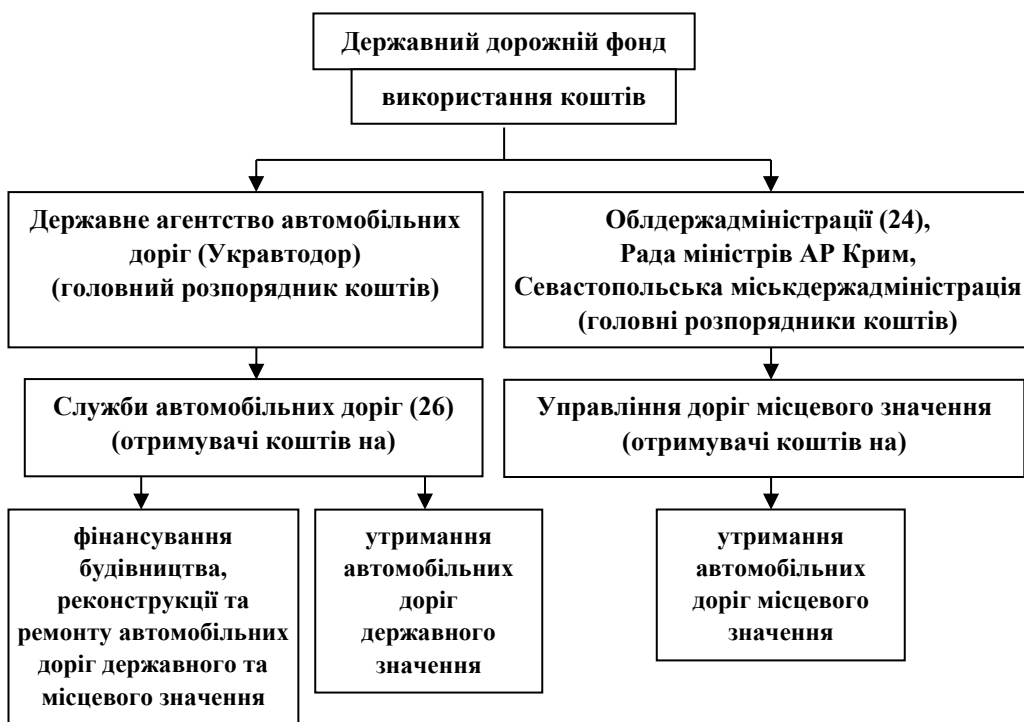 Державний дорожній фонд
використання коштів
Державне агентство автомобільних
доріг (Укравтодор)
(головний розпорядник коштів)
Облдержадміністрації (24),
Рада міністрів АР Крим,
Севастопольська міськдержадміністрація
(головні розпорядники коштів)
Служби автомобільних доріг (26)
(отримувачі коштів на)
Управління доріг місцевого значення
(отримувачі коштів на)
фінансування
будівництва,
реконструкції та
ремонту автомобільних
доріг державного та
місцевого значення
утримання
автомобільних
доріг
державного
значення
утримання
автомобільних
доріг місцевого
значення